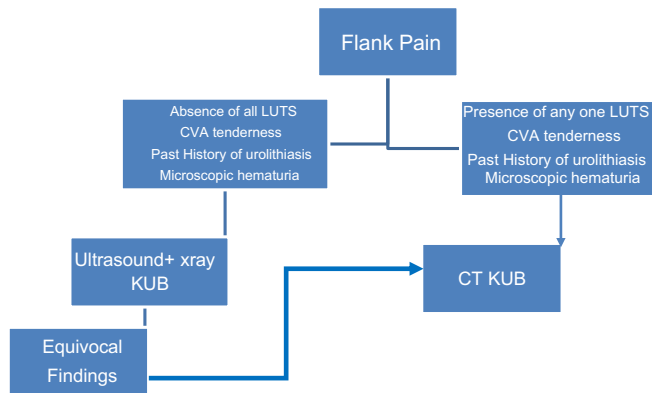 Flank Pain
Absence of all LUTS
CVA tenderness
Past History of urolithiasis
Microscopic hematuria
Presence of any one LUTS
CVA tenderness
Past History of urolithiasis
Microscopic hematuria
Ultrasound+ xray
KUB
CT KUB
Equivocal
Findings